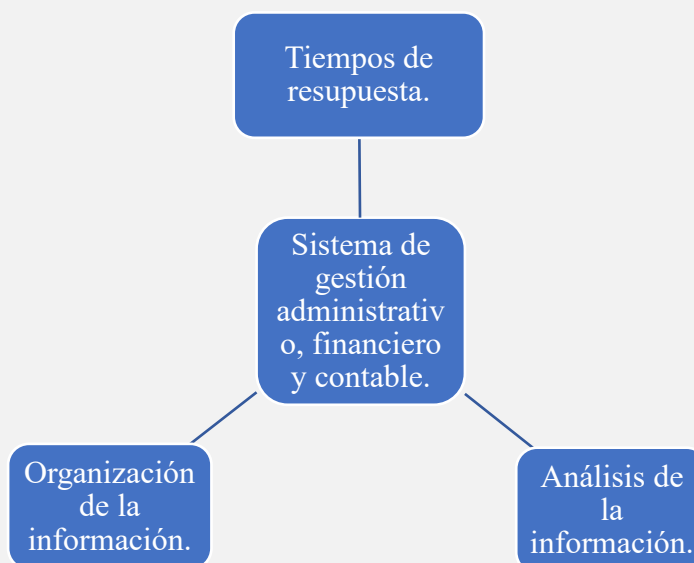 Tiempos de
resupuesta.
Sistema de
gestión
administrativ
o, financiero
y contable.
Organización
de la
información.
Análisis de
la
información.